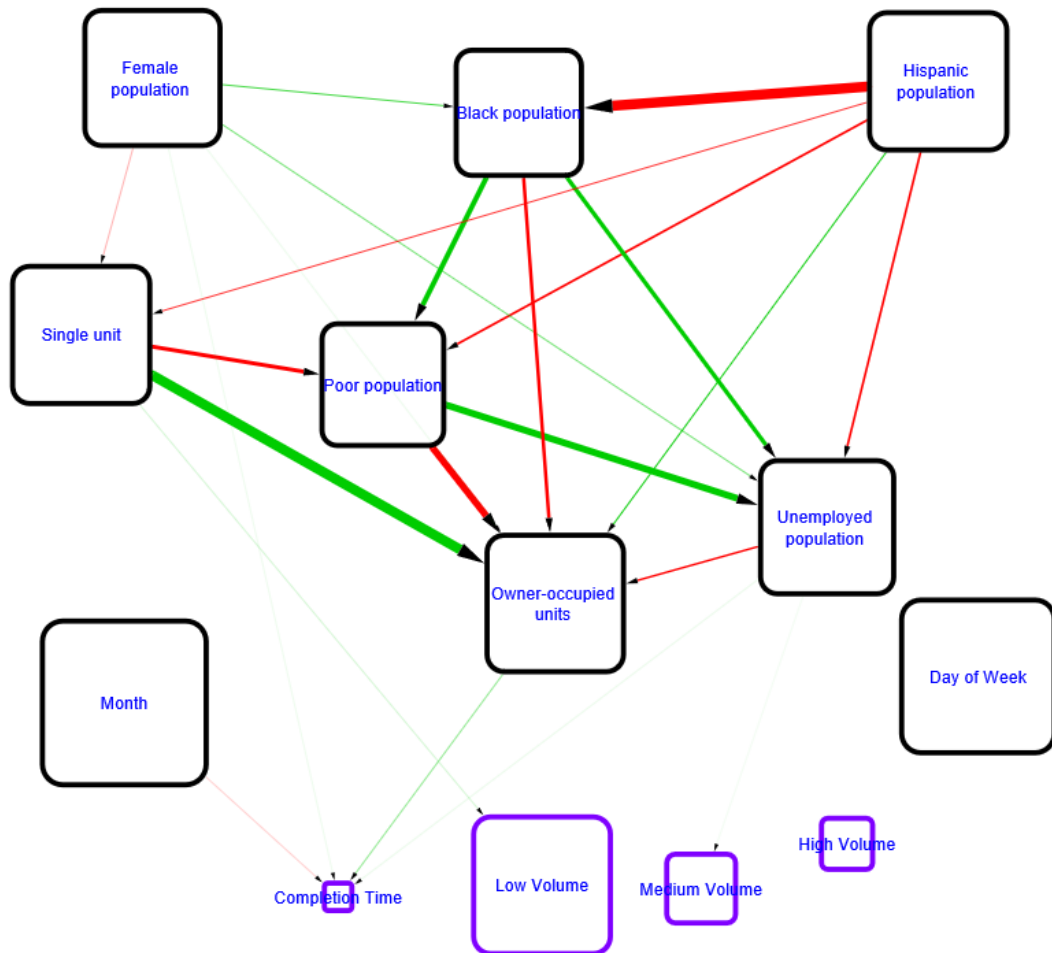 Female
population
Black population
Hispanic
population
Single unit
Poor population
Unemployed
population
Owner-occupied
units
Month
Day of Week
High Volume
Low Volume
Medium Volume
Completion Time